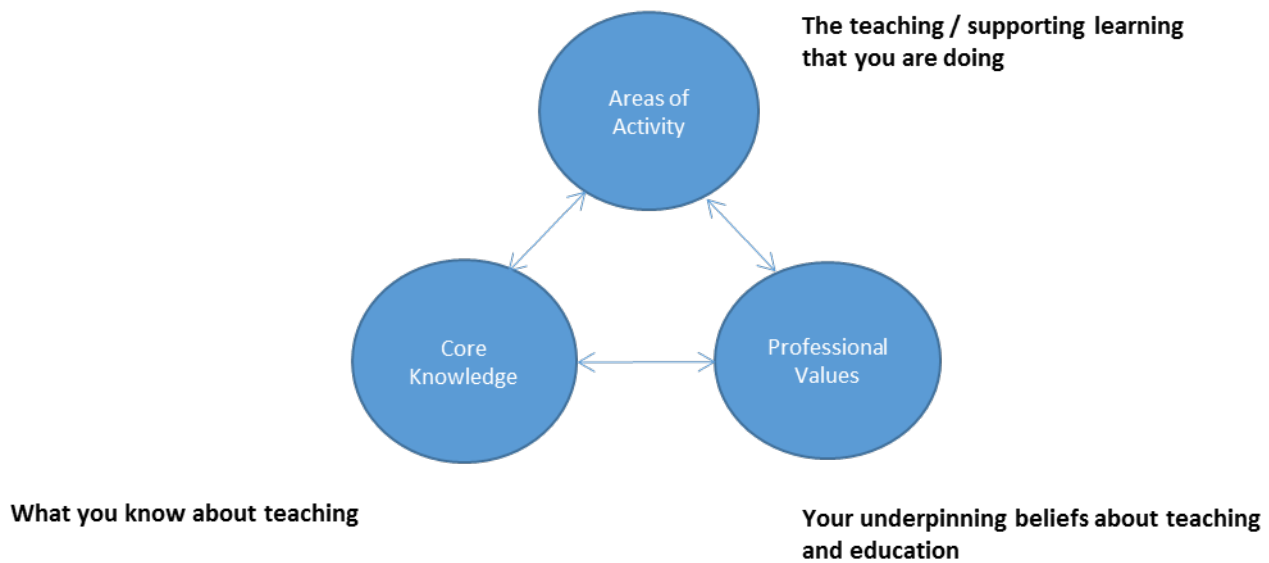 The teaching / supporting learning
that you are doing
Areas of
Activity
Core
Knowledge
Professional
Values
What you know about teaching
Your underpinning beliefs about teaching
and education